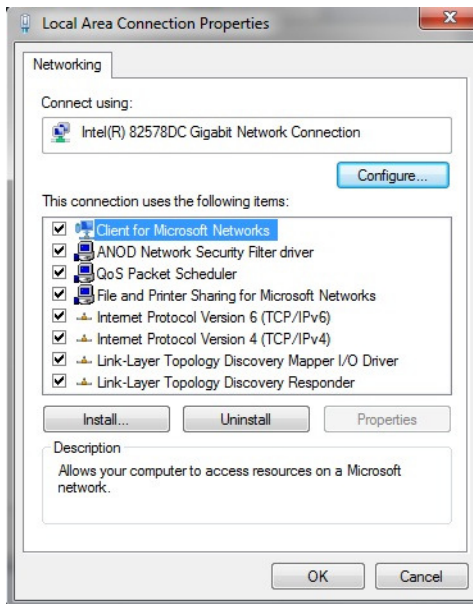 Local Area Connection Properties
Networking
Connect using:
Intel(R) 82578DC Gigabit Network Connection
Configure...
This connection uses the following items:
Client for Microsoft Networks
ANOD Network Security Filter driver
QoS Packet Scheduler
File and Printer Sharing for Microsoft Networks
Internet Protocol Version 6 (TCP/IPv6)
Internet Protocol Version 4 (TCP/IPv4)
Link-Layer Topology Discovery Mapper I/O Driver
Link-Layer Topology Discovery Responder
Install... Uninstall Properties
Description
Allows your computer to access resources on a Microsoft
network.
OK Cancel